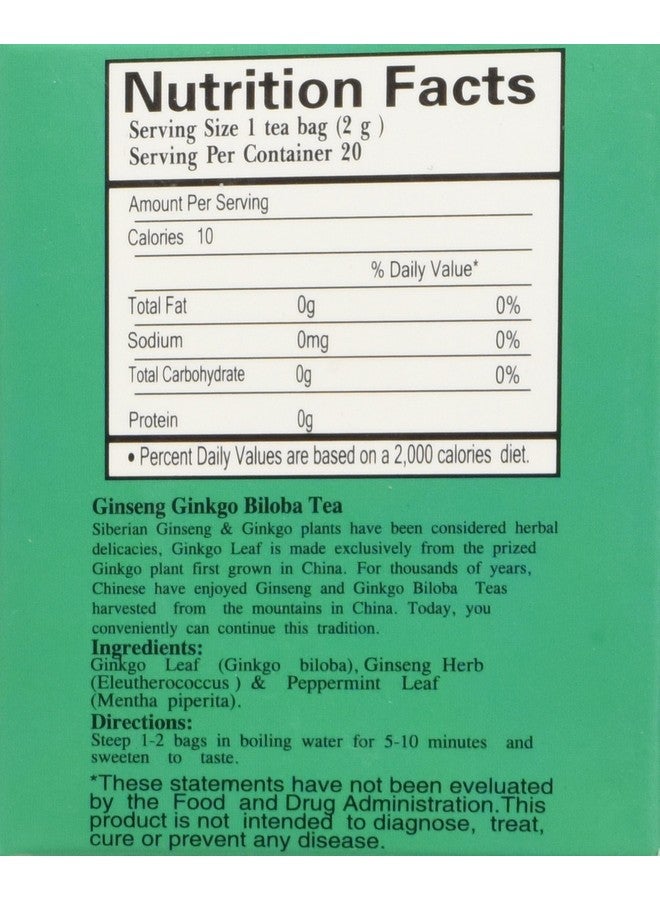 Nutrition Facts
Serving Size 1 tea bag (2 g )
Serving Per Container 20
Amount Per Serving
Calories 10
% Daily Value*
Total Fat 0g 0%
Sodium 0mg 0%
Total Carbohydrate 0g 0%
Protein 0g
• Percent Daily Values are based on a 2,000 calories diet.
Ginseng Ginkgo Biloba Tea
Siberian Ginseng & Ginkgo plants have been considered herbal
delicacies, Ginkgo Leaf is made exclusively from the prized
Ginkgo plant first grown in China. For thousands of years,
Chinese have enjoyed Ginseng and Ginkgo Biloba Teas
harvested from the mountains in China. Today, you
conveniently can continue this tradition.
Ingredients:
Ginkgo Leaf (Ginkgo biloba), Ginseng Herb
(Eleutherococcus ) & Peppermint Leaf
(Mentha piperita).
Directions:
Steep 1-2 bags in boiling water for 5-10 minutes and
sweeten to taste.
*These statements have not been eveluated
by the Food and Drug Administration.This
product is not intended to diagnose, treat,
cure or prevent any disease.